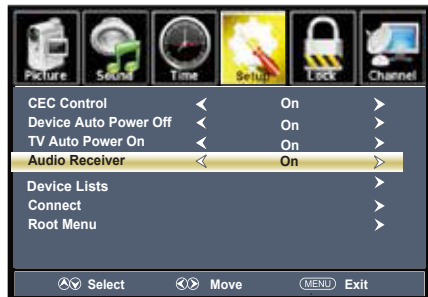 Picture Sound Time Setup Lock Channel
CEC Control On
Device Auto Power Off On
TV Auto Power On On
Audio Receiver On
Device Lists
Connect
Root Menu
Select Move MENU Exit